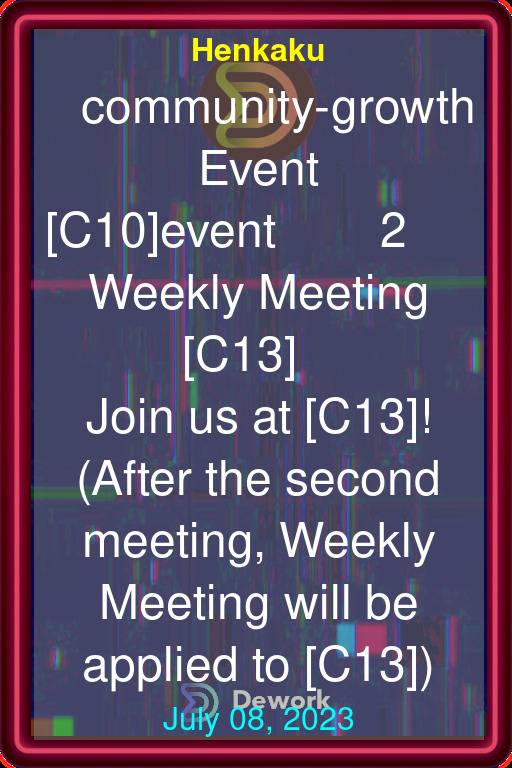 Henkaku
community-growth
Event
[C10]event 2
Weekly Meeting
[C13]
Join us at [C13]!
(After the second
meeting, Weekly
Meeting will be
applied to [C13])
Dework
July 08, 2023